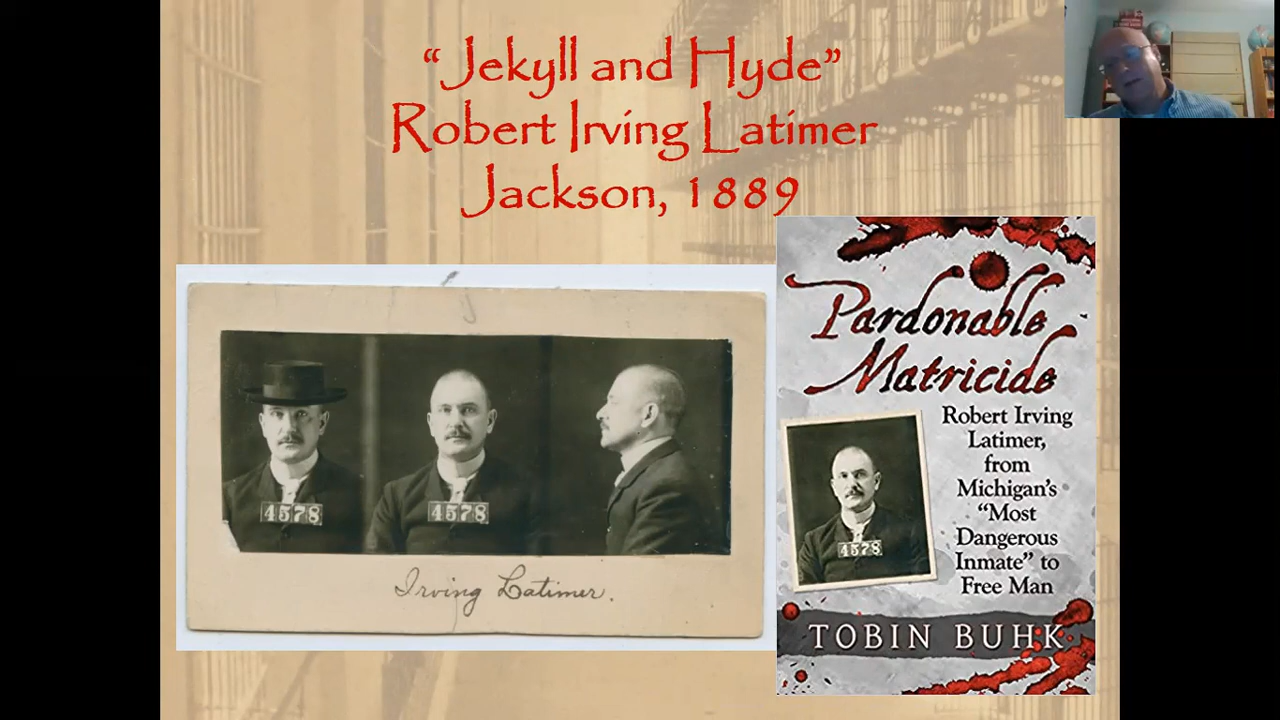 “Jekyll and Hyde”
Robert Irving Latimer
Jackson, 1889
4578
4578
Irving Latimer.
Pardonable
Matricide
Robert Irving
Latimer,
from
Michigan’s
“Most
Dangerous
Inmate” to
Free Man
4578
TOBIN BUHK